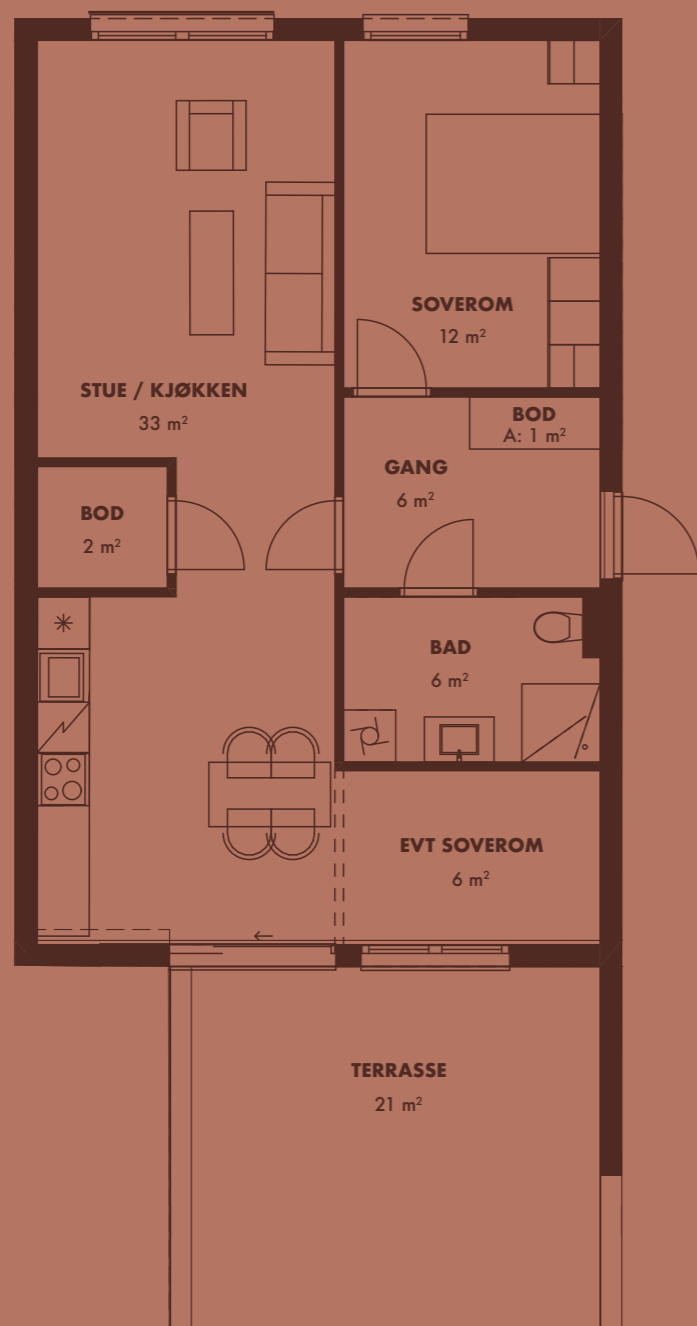 SOVEROM
12 m²
STUE / KJØKKEN
33 m²
BOD
A: 1 m²
GANG
6 m²
BOD
2 m²
BAD
6 m²
EVT SOVEROM
6 m²
TERRASSE
21 m²